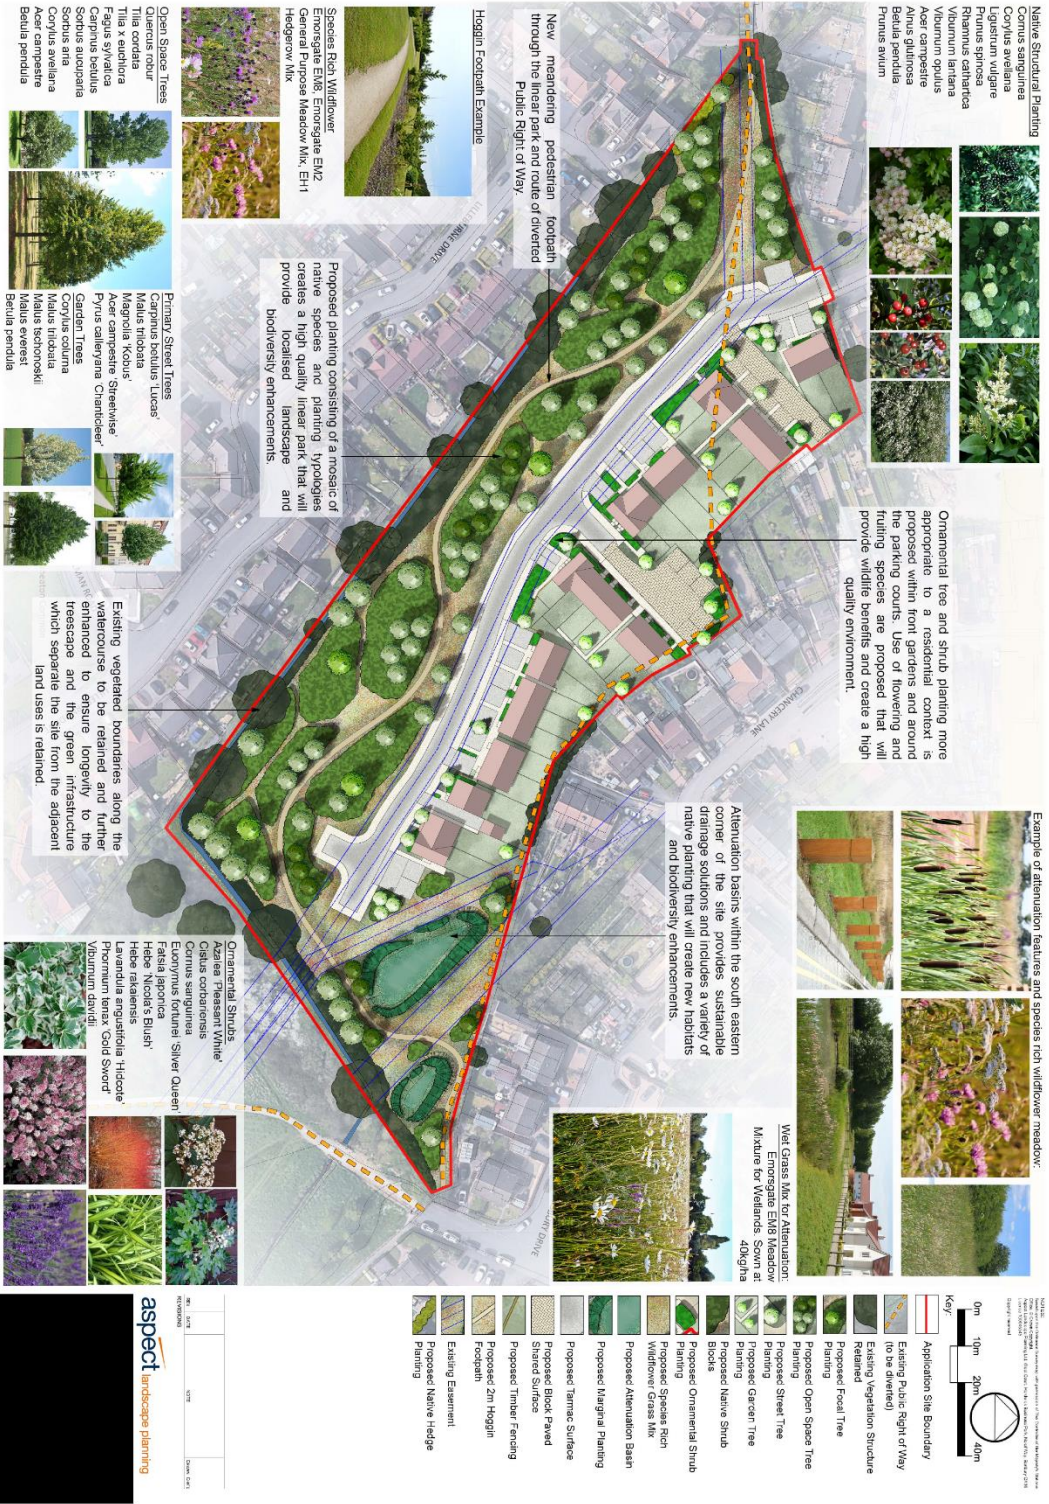 Native Structural Planting
Cornus sanguinea
Corylus avellana
Ligustrum vulgare
Prunus spinosa
Rhamnus cathartica
Viburnum lantana
Viburnum opulus
Acer campestre
Alnus glutinosa
Betula pendula
Prunus avium
Ornamental tree and shrub planting more
appropriate to a residential context is
proposed within front gardens and around
the parking courts. Use of flowering and
fruiting species are proposed that will
provide wildlife benefits and create a high
quality environment.
Example of attenuation features and species rich wildflower meadow:
New meandering pedestrian footpath
through the linear park and route of diverted
Public Right of Way.
CHANCERY LANE
Attenuation basins within the south eastern
corner of the site provides sustainable
drainage solutions and includes a variety of
native planting that will create new habitats
and biodiversity enhancements.
Wet Grass Mix for Attenuation:
Emorsgate EM8 Meadow
Mixture for Wetlands. Sown at
40kg/ha
Hoggin Footpath Example
Species Rich Wildflower
Emorsgate EM8, Emorsgate EM2
General Purpose Meadow Mix, EH1
Hedgerow Mix
Proposed planting consisting of a mosaic of
native species and planting typologies
creates a high quality linear park that will
provide localised landscape and
biodiversity enhancements.
Existing vegetated boundaries along the
watercourse to be retained and further
enhanced to ensure longevity to the
treescape and the green infrastructure
which separate the site from the adjacent
land uses is retained.
Open Space Trees
Quercus robur
Tilia cordata
Tilia x euchlora
Fagus sylvatica
Carpinus betulus
Sorbus aucuparia
Sorbus aria
Corylus avellana
Acer campestre
Betula pendula
Primary Street Trees
Carpinus betulus 'Lucas'
Malus trilobata
Magnolia 'Kobus'
Acer campestre 'Streetwise'
Pyrus calleryana 'Chanticleer'
Garden Trees
Corylus colurna
Malus trilobata
Malus tschonoskii
Malus everest
Betula pendula
Ornamental Shrubs
Azalea 'Pleasant White'
Cistus corbariensis
Cornus sanguinea
Euonymus fortunei 'Silver Queen'
Fatsia japonica
Hebe 'Nicola's Blush'
Hebe rakaiensis
Lavandula angustifolia 'Hidcote'
Phormium tenax 'Gold Sword'
Viburnum davidii
0m 10m 20m 40m
Key:
Application Site Boundary
Existing Public Right of Way
(to be diverted)
Existing Vegetation Structure
Retained
Proposed Focal Tree
Planting
Proposed Open Space Tree
Planting
Proposed Street Tree
Planting
Proposed Garden Tree
Planting
Proposed Native Shrub
Blocks
Proposed Ornamental Shrub
Planting
Proposed Species Rich
Wildflower Grass Mix
Proposed Attenuation Basin
Proposed Marginal Planting
Proposed Tarmac Surface
Proposed Block Paved
Shared Surface
Proposed Timber Fencing
Proposed 2m Hoggin
Footpath
Existing Easement
Proposed Native Hedge
Planting
REV DATE NOTE
REVISIONS
aspect landscape planning